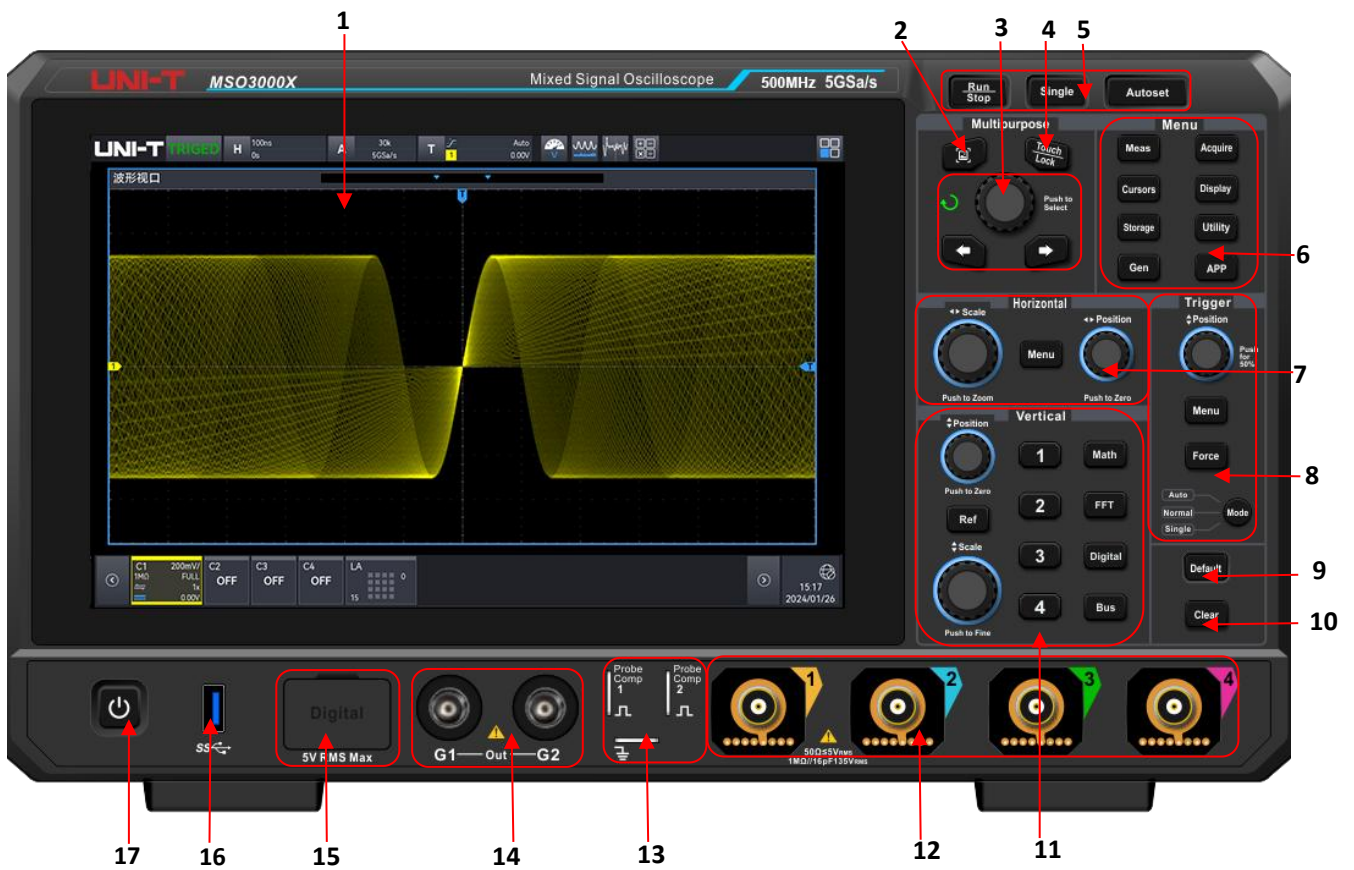 1
2
3
4
5
UNI-T
MSO3000X
Mixed Signal Oscilloscope
500MHz 5GSa/s
Run
Stop
Single
Autoset
Multipurpose
Menu
Touch
Lock
Meas
Acquire
Cursors
Display
Storage
Utility
Gen
APP
6
Push to
Select
UNI-T
TRIGED
H
100ns
0s
A
30k
5GSa/s
T
1
Auto
0.00V
波形视口
T
1
T
Horizontal
Scale
Position
Menu
Push to Zoom
Push to Zero
7
Trigger
Position
Push
for
50%
Menu
Force
8
Auto
Normal
Single
Mode
Vertical
Position
Push to Zero
1
Math
2
FFT
Ref
Scale
3
Digital
4
Bus
Push to Fine
Default
9
Clear
10
C1
200mV/
1MΩ
FULL
1x
0.00V
C2
OFF
C3
OFF
C4
OFF
LA
0
15
15:17
2024/01/26
SS
Digital
5V RMS Max
G1
Out
G2
Probe
Comp
1
Probe
Comp
2
1
2
3
4
50Ω≤5VRMS
1MΩ//16pF135VRMS
17
16
15
14
13
12
11